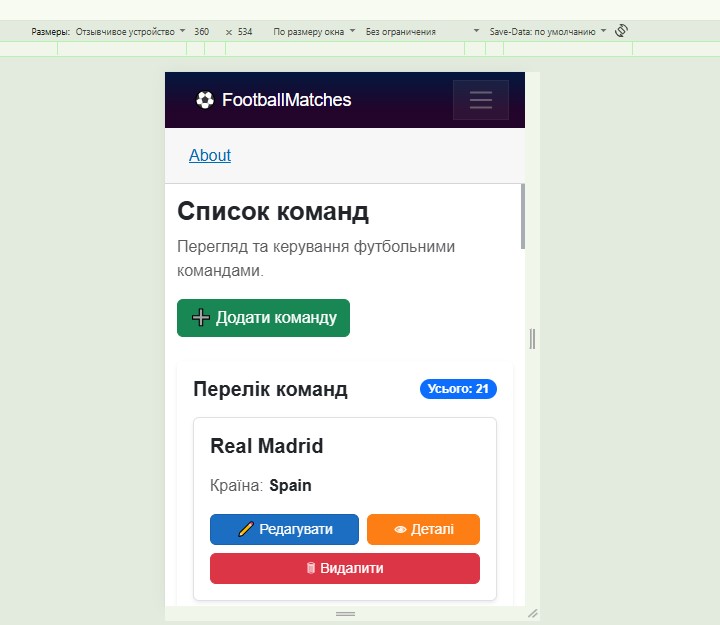 Размеры: Отзывчивое устройство 360 × 534 По размеру окна Без ограничения Save-Data: по умолчанию
FootballMatches
About
Список команд
Перегляд та керування футбольними
командами.
Додати команду
Перелік команд Усього: 21
Real Madrid
Країна: Spain
Редагувати Деталі
Видалити